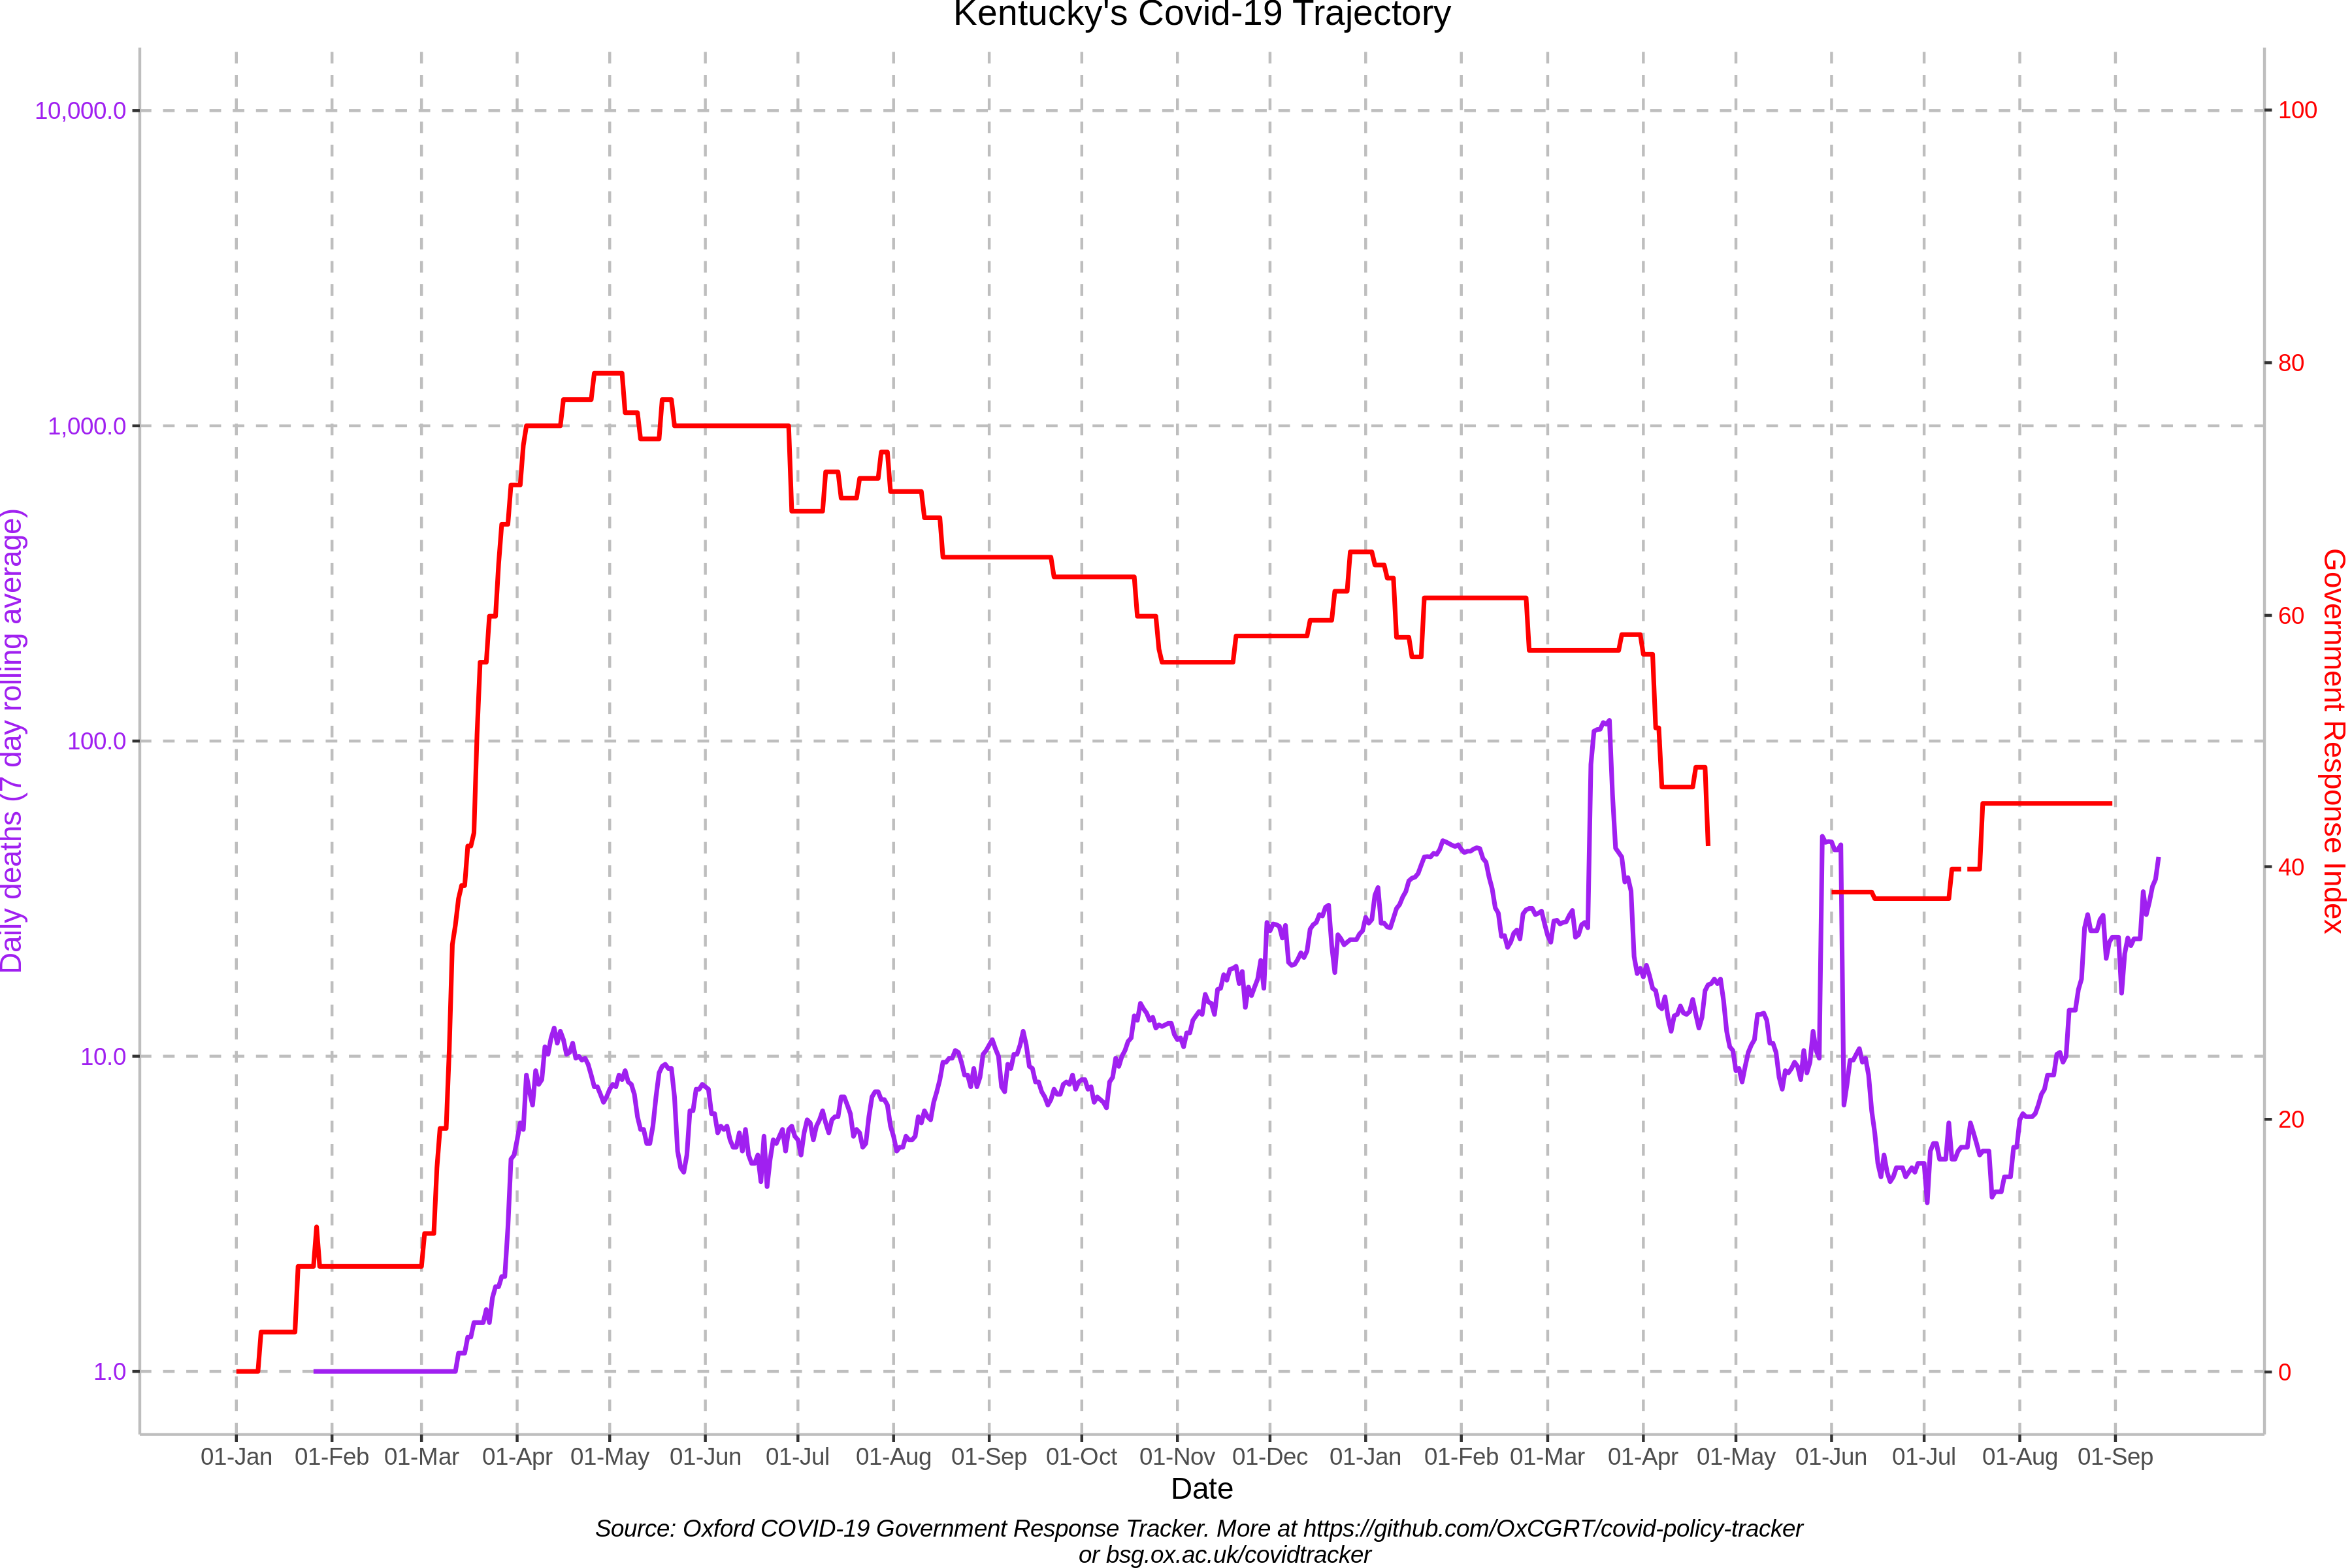 Kentucky's Covid-19 Trajectory
Daily deaths (7 day rolling average)
10,000.0
1,000.0
100.0
10.0
1.0
100
80
60
40
20
0
Government Response Index
01-Jan 01-Feb 01-Mar 01-Apr 01-May 01-Jun 01-Jul 01-Aug 01-Sep 01-Oct 01-Nov 01-Dec 01-Jan 01-Feb 01-Mar 01-Apr 01-May 01-Jun 01-Jul 01-Aug 01-Sep
Date
Source: Oxford COVID-19 Government Response Tracker. More at https://github.com/OxCGRT/covid-policy-tracker
or bsg.ox.ac.uk/covidtracker